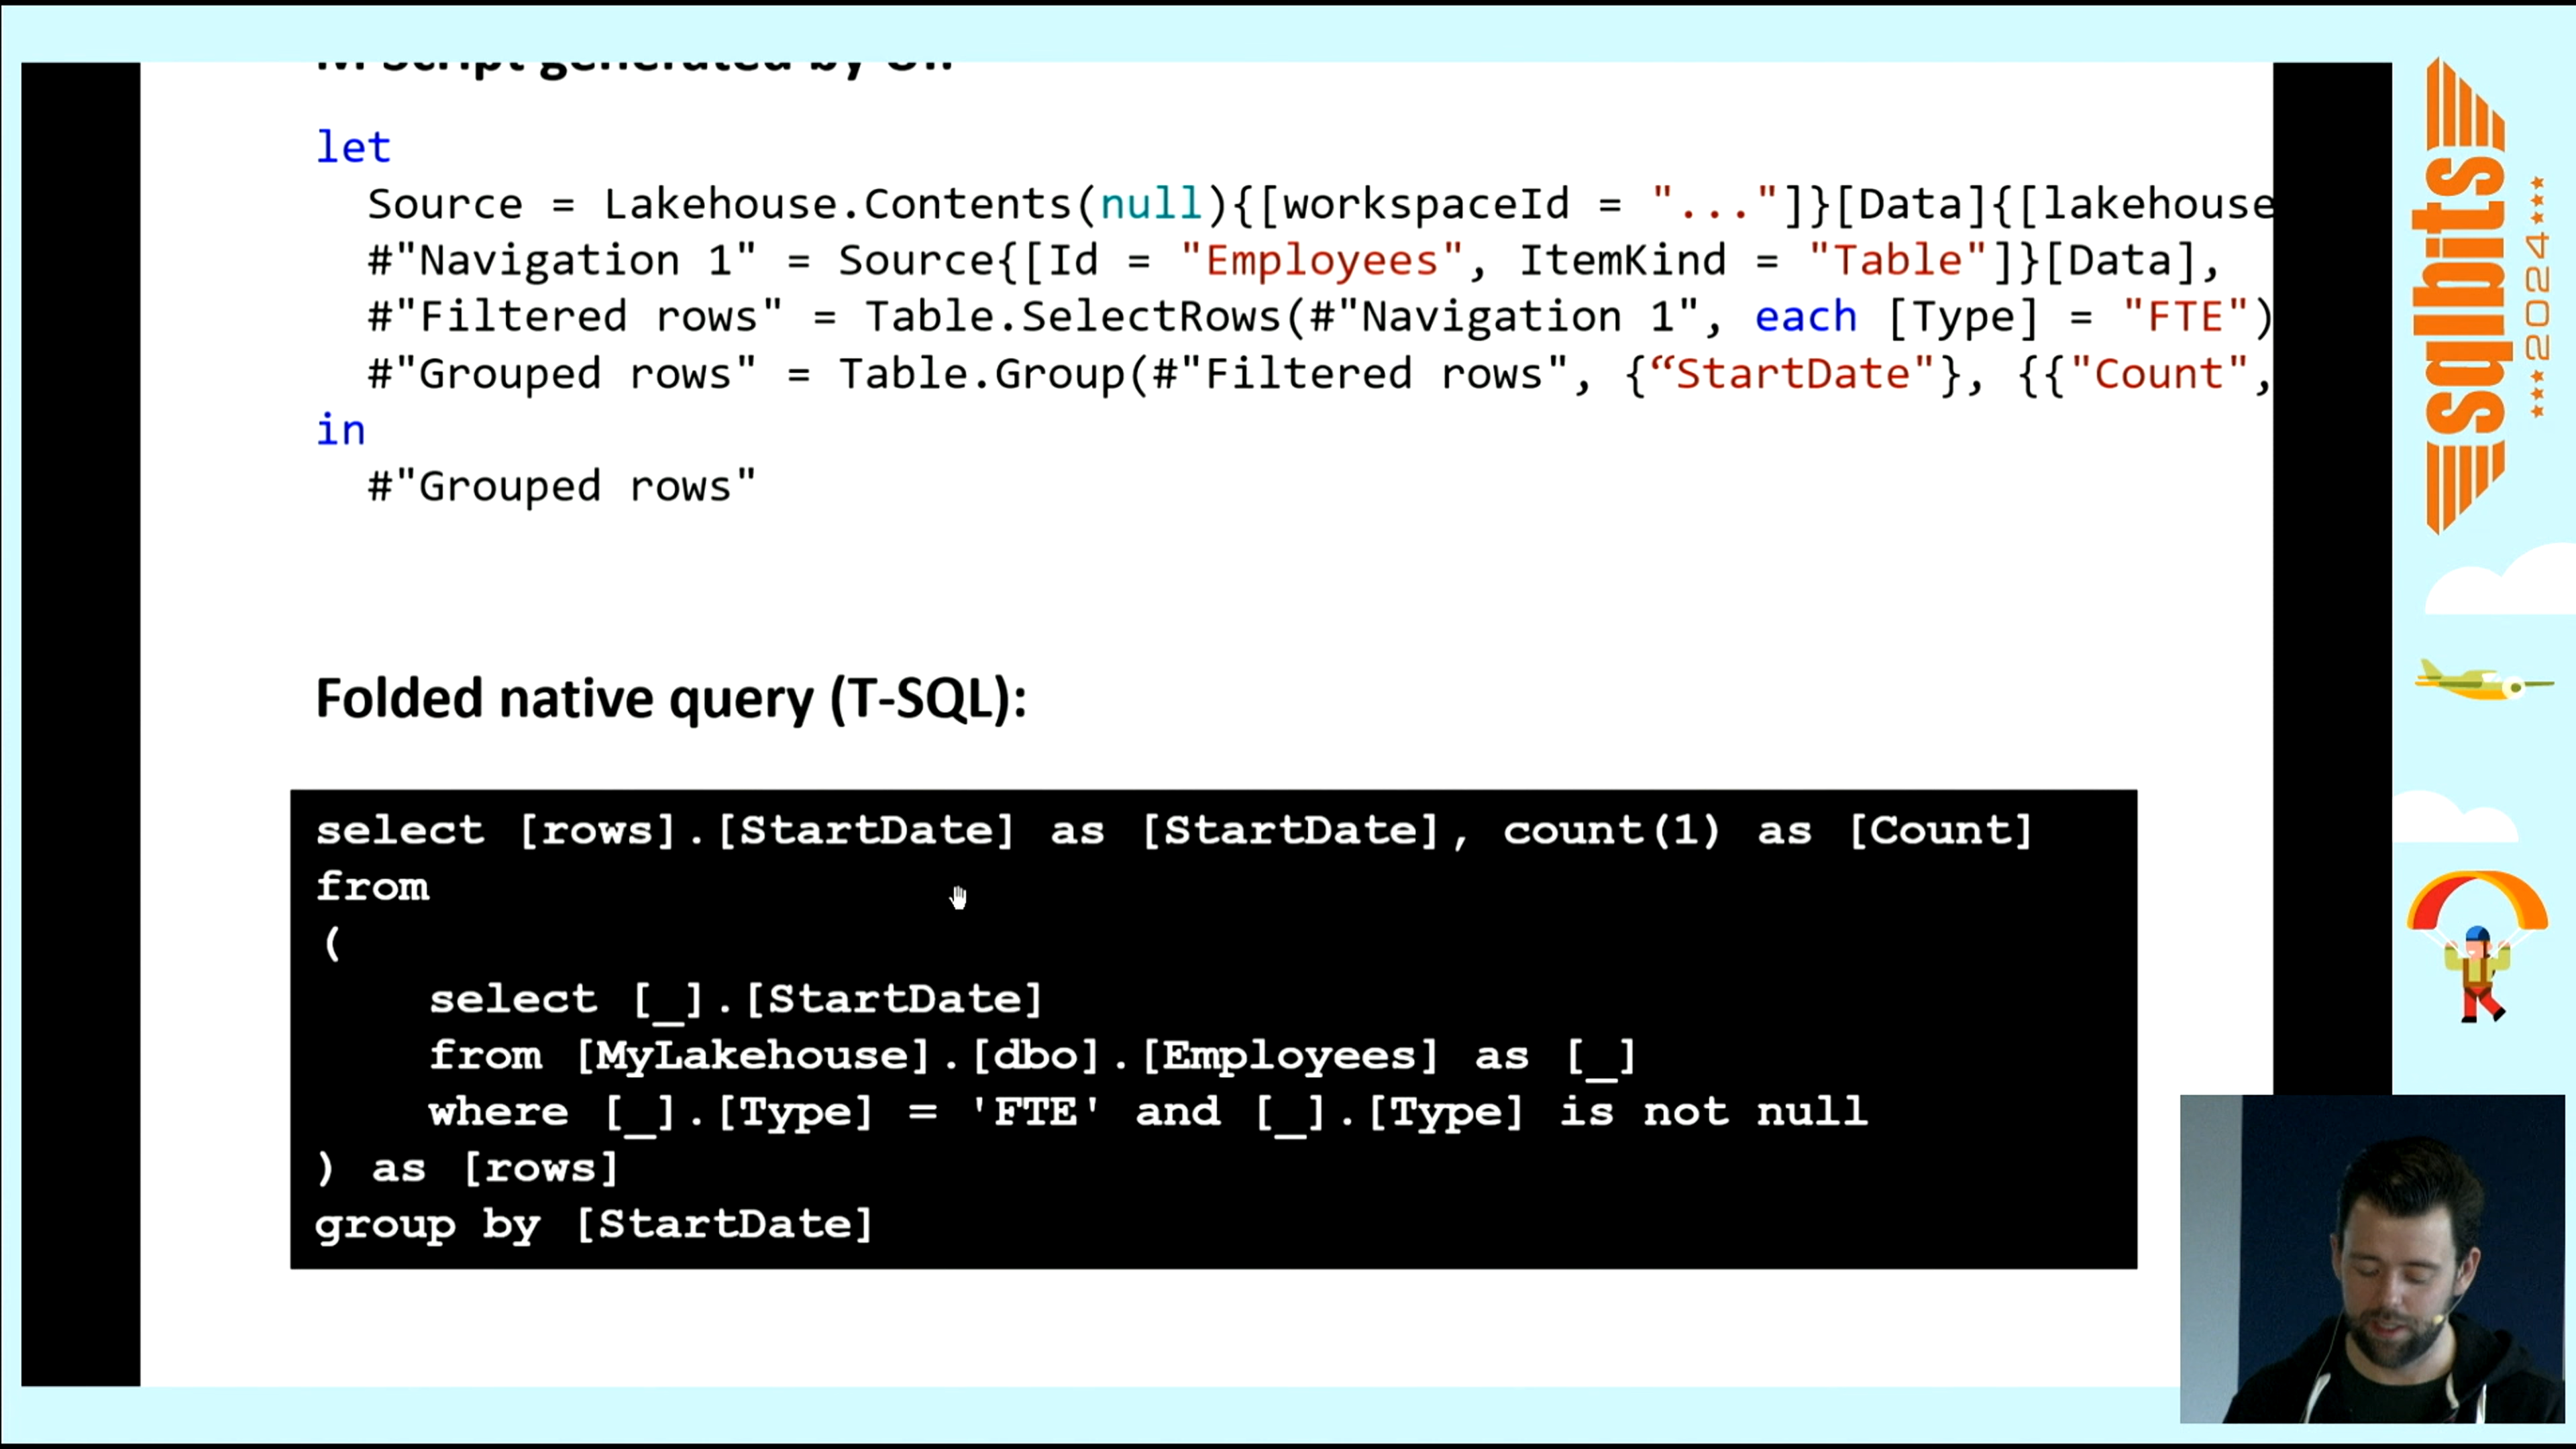 M Script generated by
let
Source = Lakehouse.Contents(null){[workspaceId = "..."]}[Data]{[lakehouse
#"Navigation 1" = Source{[Id = "Employees", ItemKind = "Table"]}[Data],
#"Filtered rows" = Table.SelectRows(#"Navigation 1", each [Type] = "FTE")
#"Grouped rows" = Table.Group(#"Filtered rows", {“StartDate"}, {{"Count",
in
#"Grouped rows"
Folded native query (T-SQL):
select [rows].[StartDate] as [StartDate], count(1) as [Count]
from
(
select [_].[StartDate]
from [MyLakehouse].[dbo].[Employees] as [_]
where [_].[Type] = 'FTE' and [_].[Type] is not null
) as [rows]
group by [StartDate]
sqlbits
★★★2024★★★